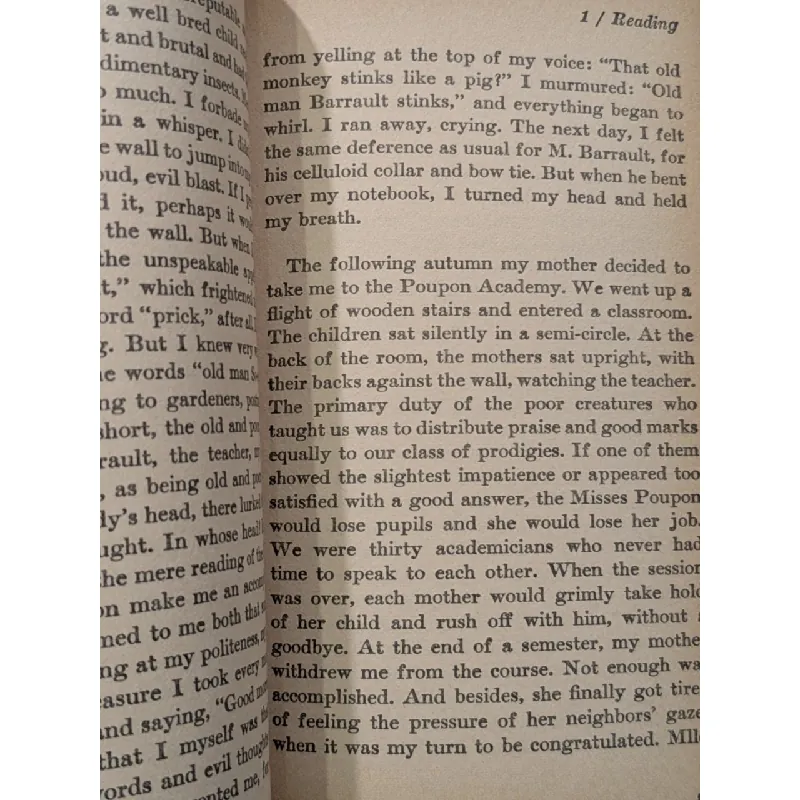 a well bred child
t and brutal and
dimentary insects
much. I forbade
in a whisper. I
e wall to jump into
oud, evil blast. If I
it, perhaps it
the wall. But when
the unspeakable
t," which frightened
ord "prick," after all,
g. But I knew very
e words "old man
ng to gardeners,
short, the old and
rault, the teacher,
, as being old and
ly's head, there lurked
ught. In whose head
he mere reading of
on make me an
ned to me both that
ng at my politeness,
asure I took every
and saying, "Good
that I myself was
words and evil
nted me,
1 / Reading
from yelling at the top of my voice: "That old
monkey stinks like a pig?" I murmured: "Old
man Barrault stinks," and everything began to
whirl. I ran away, crying. The next day, I felt
the same deference as usual for M. Barrault, for
his celluloid collar and bow tie. But when he bent
over my notebook, I turned my head and held
my breath.
The following autumn my mother decided to
take me to the Poupon Academy. We went up a
flight of wooden stairs and entered a classroom.
The children sat silently in a semi-circle. At the
back of the room, the mothers sat upright, with
their backs against the wall, watching the teacher.
The primary duty of the poor creatures who
taught us was to distribute praise and good marks
equally to our class of prodigies. If one of them
showed the slightest impatience or appeared too
satisfied with a good answer, the Misses Poupon
would lose pupils and she would lose her job.
We were thirty academicians who never had
time to speak to each other. When the session
was over, each mother would grimly take hold
of her child and rush off with him, without a
goodbye. At the end of a semester, my mothe
withdrew me from the course. Not enough wa
accomplished. And besides, she finally got tire
of feeling the pressure of her neighbors' gaze
when it was my turn to be congratulated. Mlle